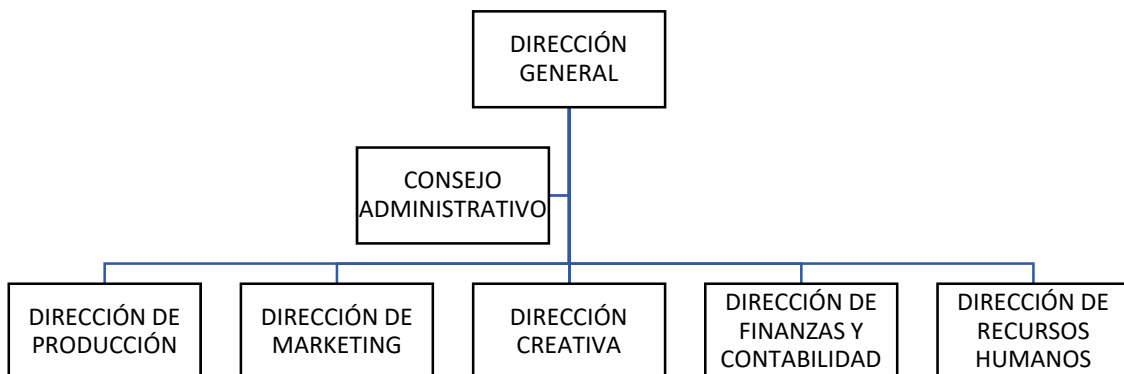 DIRECCIÓN
GENERAL
CONSEJO
ADMINISTRATIVO
DIRECCIÓN DE
PRODUCCIÓN
DIRECCIÓN DE
MARKETING
DIRECCIÓN
CREATIVA
DIRECCIÓN DE
FINANZAS Y
CONTABILIDAD
DIRECCIÓN DE
RECURSOS
HUMANOS